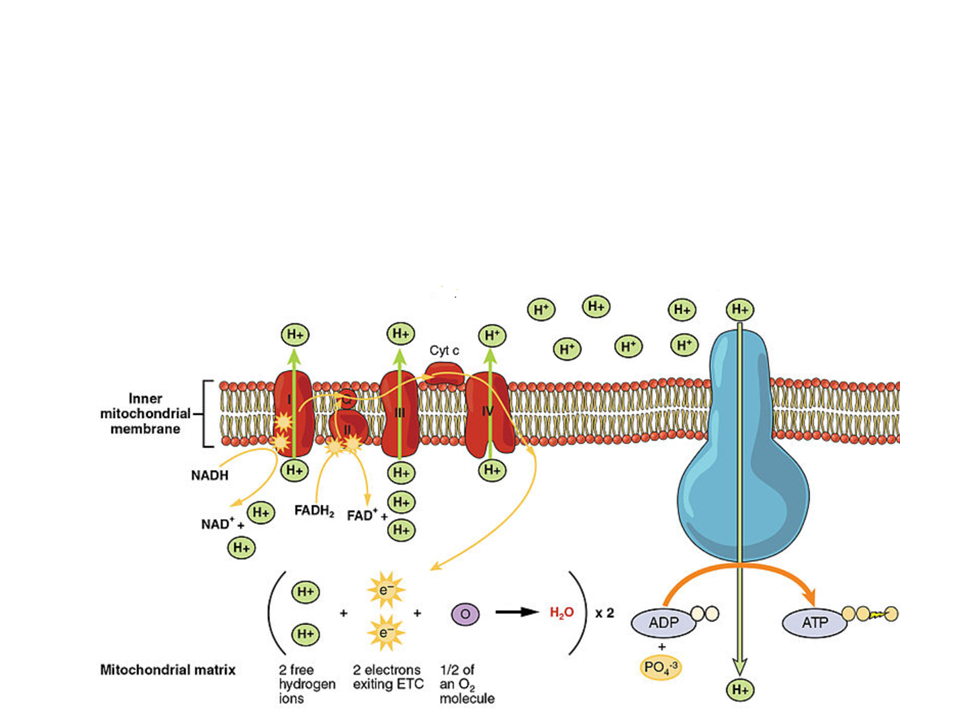 H⁺ H+ H+ H+
H+ H+ H⁺ H⁺ H⁺ H+
Cyt c
Inner
mitochondrial
membrane
I
II
III
IV
H+ H+ H+
NADH
NAD⁺ + H+
H+
FADH₂
FAD⁺ + H+
H+
H+ e⁻
H+ e⁻
+ + O H₂O x 2
ADP
+
PO₄⁻³
ATP
H+
Mitochondrial matrix
2 free
hydrogen
ions
2 electrons
exiting ETC
1/2 of
an O₂
molecule